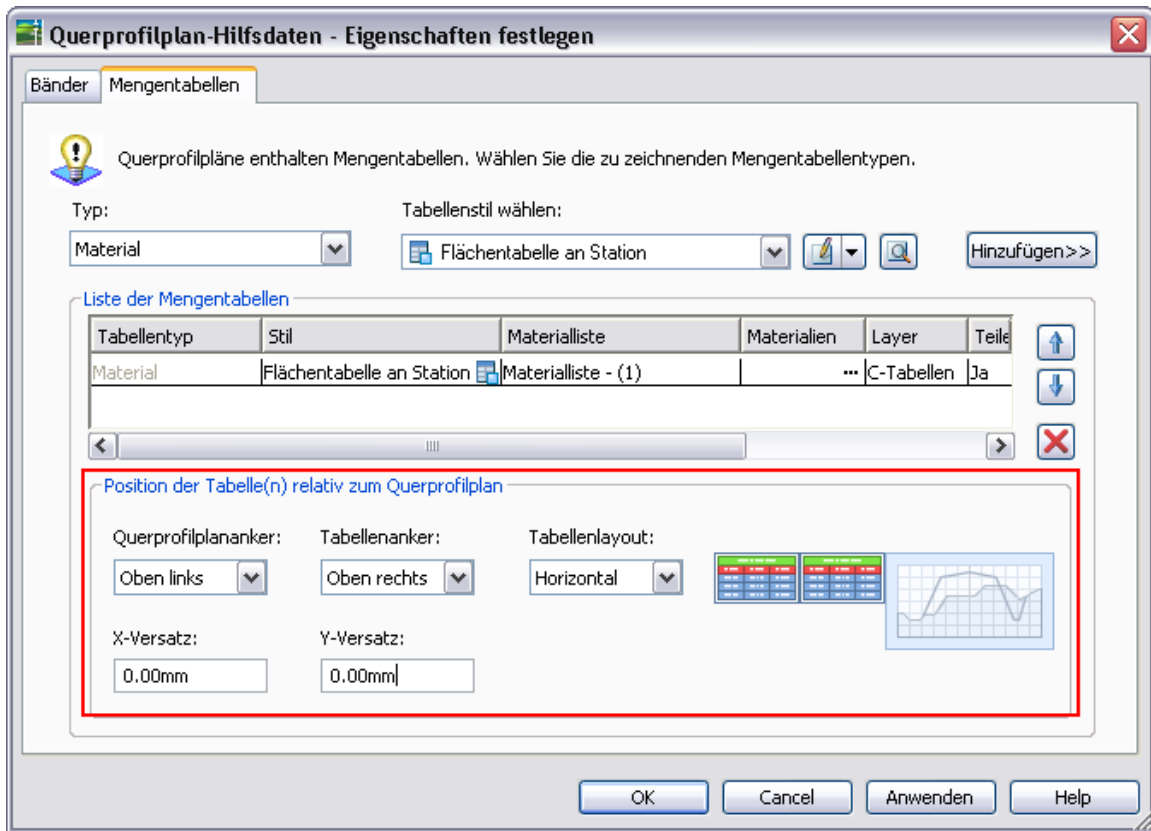 Querprofilplan-Hilfsdaten - Eigenschaften festlegen
Bänder Mengentabellen
Querprofilpläne enthalten Mengentabellen. Wählen Sie die zu zeichnenden Mengentabellentypen.
Typ: Tabellenstil wählen:
Material Flächentabelle an Station Hinzufügen>>
Liste der Mengentabellen
Tabellentyp Stil Materialliste Materialien Layer Teile
Material Flächentabelle an Station Materialliste - (1) ... C-Tabellen Ja
Position der Tabelle(n) relativ zum Querprofilplan
Querprofilplananker: Tabellenanker: Tabellenlayout:
Oben links Oben rechts Horizontal
X-Versatz: Y-Versatz:
0.00mm 0.00mm
OK Cancel Anwenden Help